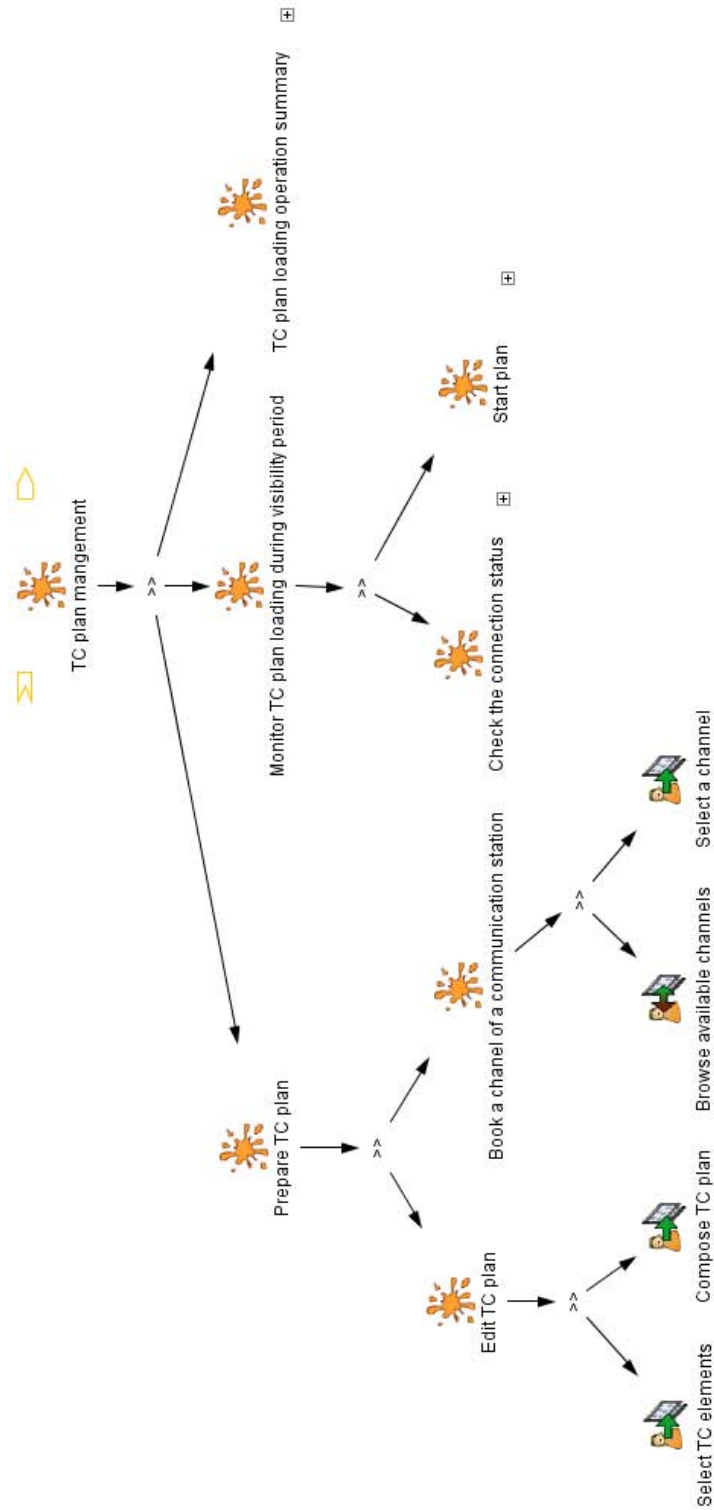 TC plan mangement
>>
Prepare TC plan
Monitor TC plan loading during visibility period
TC plan loading operation summary
>>
>>
Edit TC plan
Book a chanel of a communication station
Check the connection status
Start plan
>>
>>
Select TC elements
Compose TC plan
Browse available channels
Select a channel